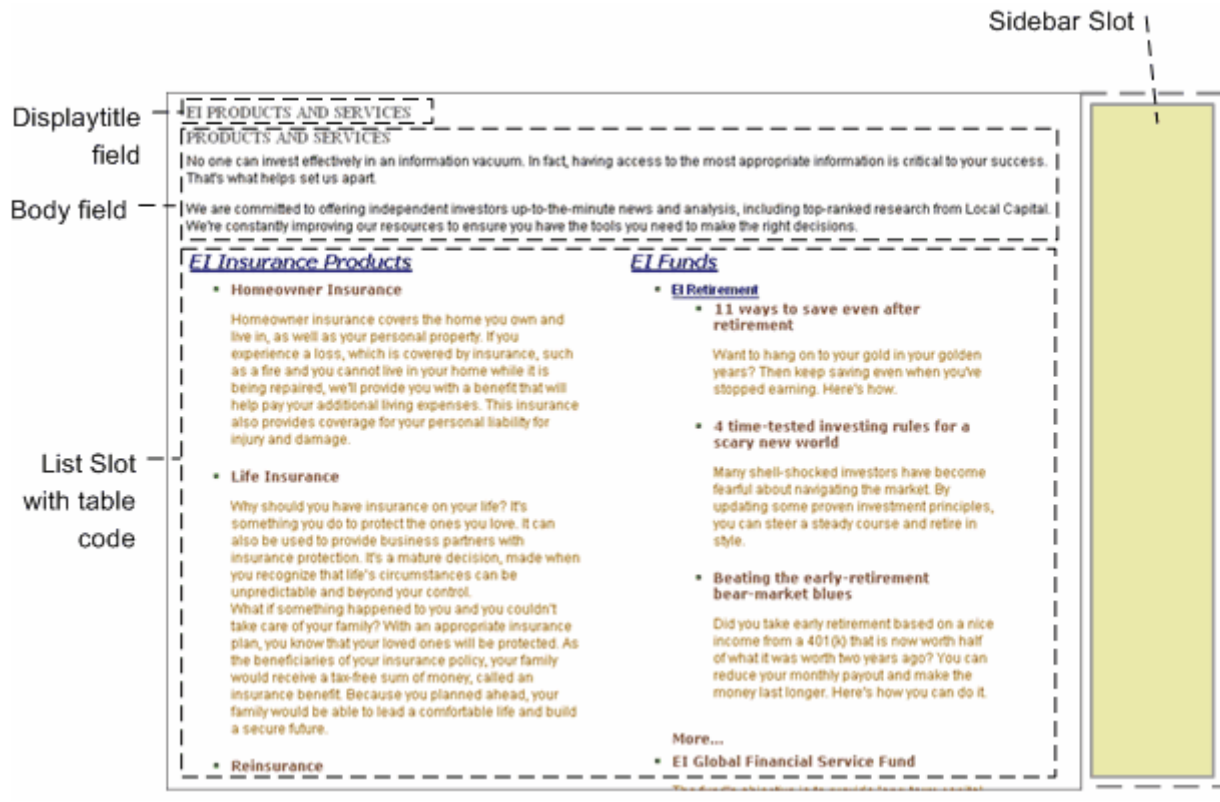 Sidebar Slot
Displaytitle
field
EI PRODUCTS AND SERVICES
PRODUCTS AND SERVICES
No one can invest effectively in an information vacuum. In fact, having access to the most appropriate information is critical to your success.
That's what helps set us apart.
Body field
We are committed to offering independent investors up-to-the-minute news and analysis, including top-ranked research from Local Capital.
We're constantly improving our resources to ensure you have the tools you need to make the right decisions.
List Slot
with table
code
EI Insurance Products
Homeowner Insurance
Homeowner insurance covers the home you own and
live in, as well as your personal property. If you
experience a loss, which is covered by insurance, such
as a fire and you cannot live in your home while it is
being repaired, we'll provide you with a benefit that will
help pay your additional living expenses. This insurance
also provides coverage for your personal liability for
injury and damage.
Life Insurance
Why should you have insurance on your life? It's
something you do to protect the ones you love. It can
also be used to provide business partners with
insurance protection. It's a mature decision, made when
you recognize that life's circumstances can be
unpredictable and beyond your control.
What if something happened to you and you couldn't
take care of your family? With an appropriate insurance
plan, you know that your loved ones will be protected. As
the beneficiaries of your insurance policy, your family
would receive a tax-free sum of money, called an
insurance benefit. Because you planned ahead, your
family would be able to lead a comfortable life and build
a secure future.
Reinsurance
EI Funds
EI Retirement
11 ways to save even after
retirement
Want to hang on to your gold in your golden
years? Then keep saving even when you've
stopped earning. Here's how.
4 time-tested investing rules for a
scary new world
Many shell-shocked investors have become
fearful about navigating the market. By
updating some proven investment principles,
you can steer a steady course and retire in
style.
Beating the early-retirement
bear-market blues
Did you take early retirement based on a nice
income from a 401(k) that is now worth half
of what it was worth two years ago? You can
reduce your monthly payout and make the
money last longer. Here's how you can do it.
More...
EI Global Financial Service Fund